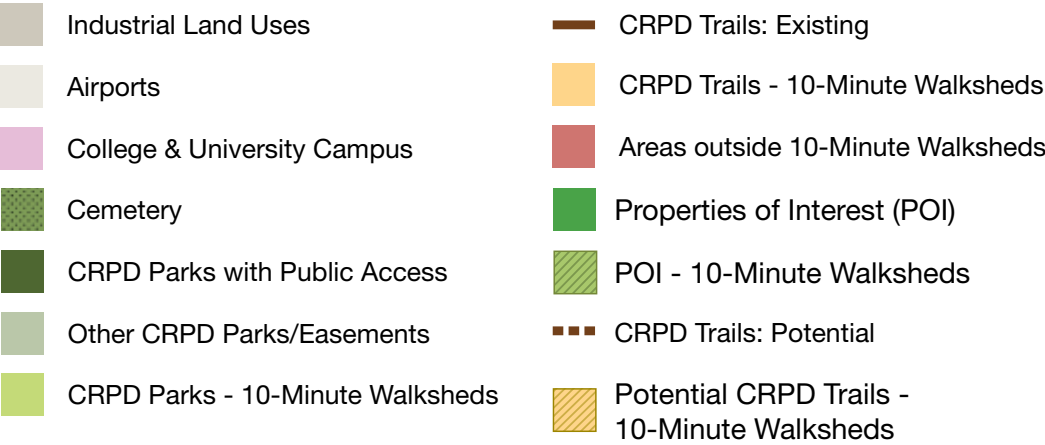 Industrial Land Uses
Airports
College & University Campus
Cemetery
CRPD Parks with Public Access
Other CRPD Parks/Easements
CRPD Parks - 10-Minute Walksheds
CRPD Trails: Existing
CRPD Trails - 10-Minute Walksheds
Areas outside 10-Minute Walksheds
Properties of Interest (POI)
POI - 10-Minute Walksheds
CRPD Trails: Potential
Potential CRPD Trails -
10-Minute Walksheds